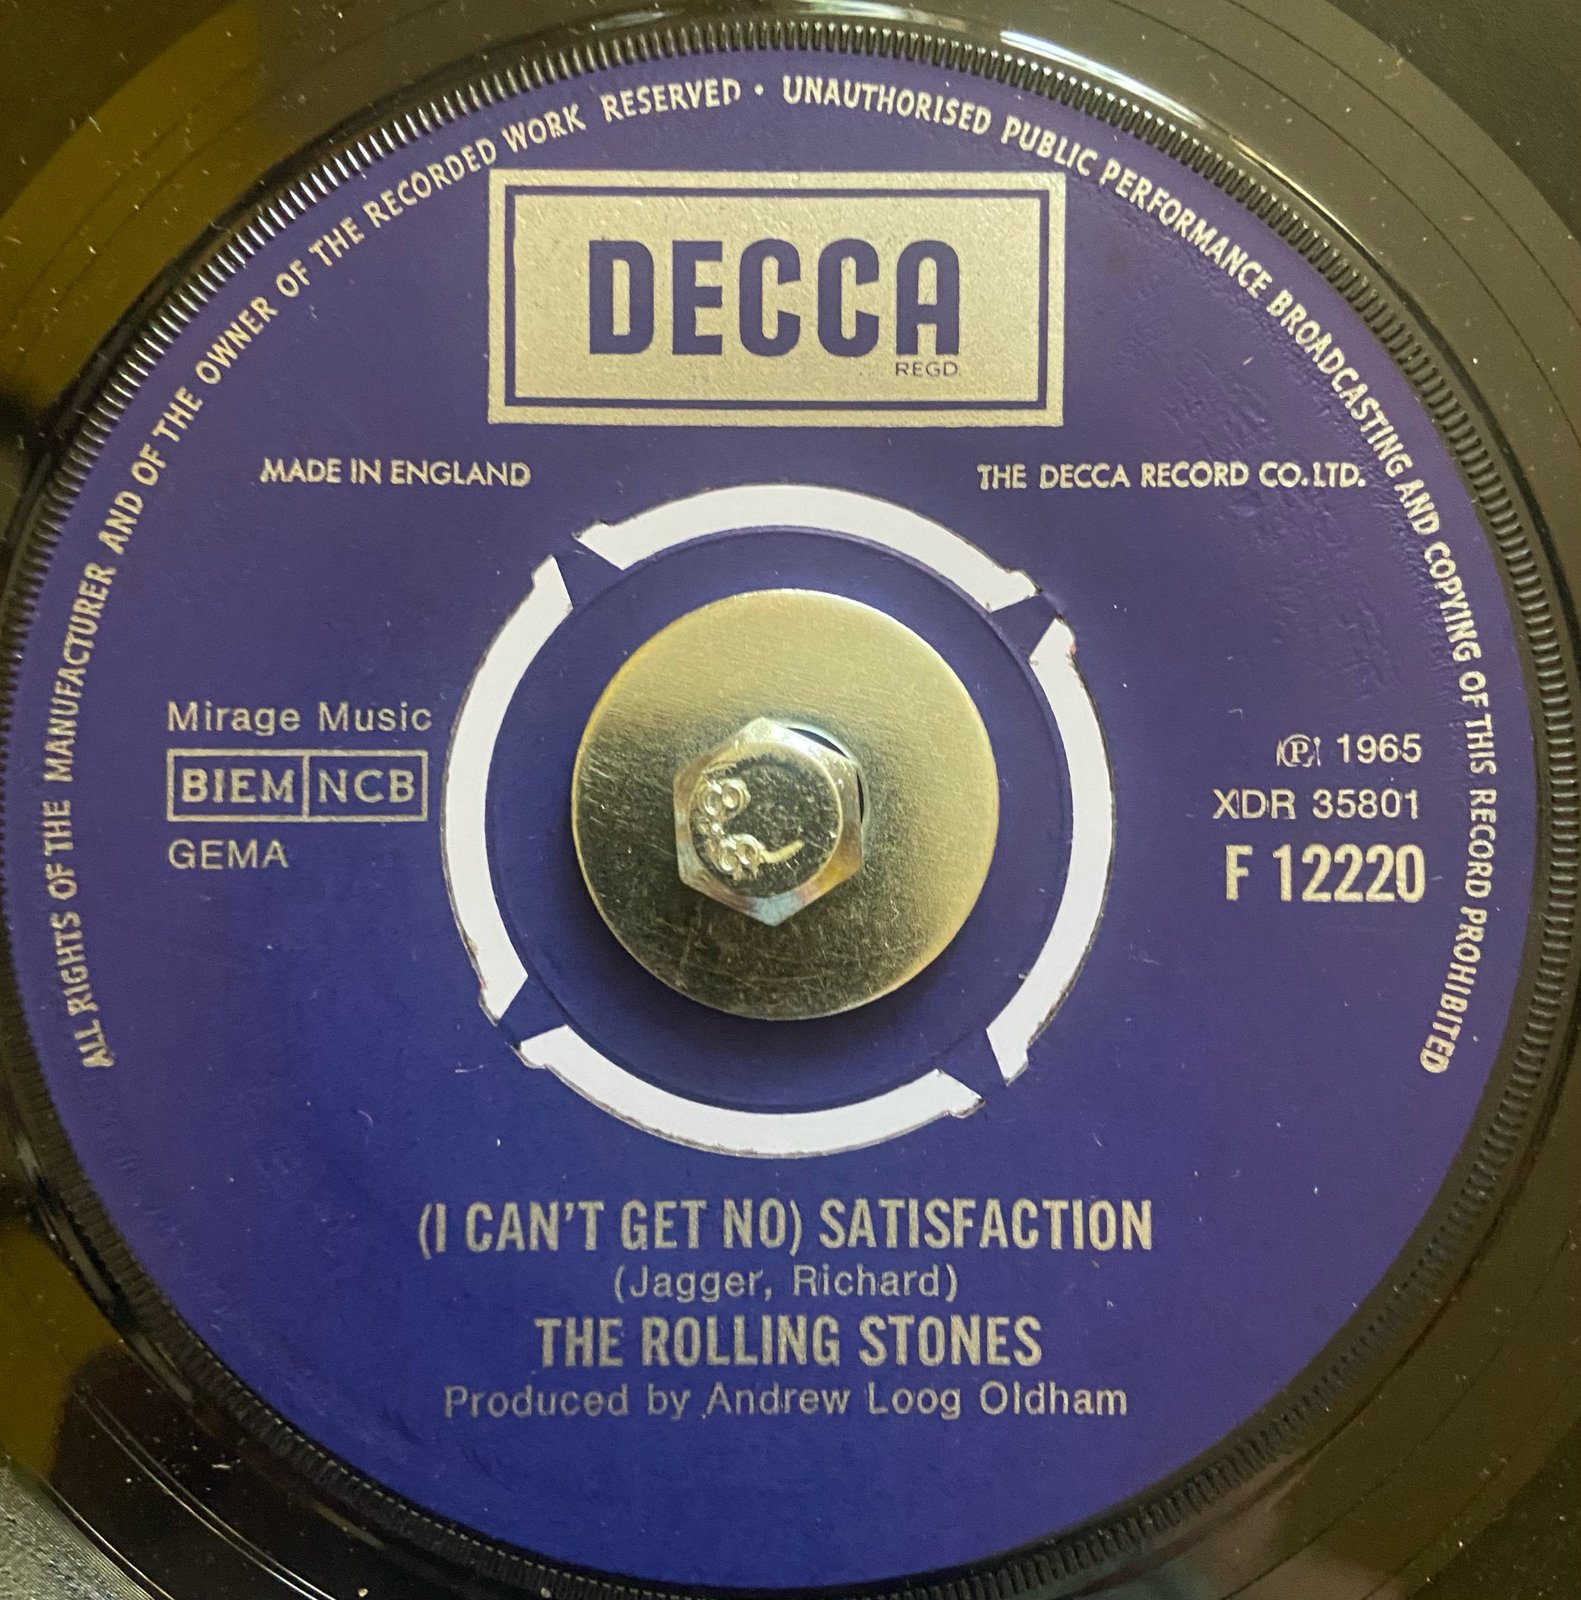 ALL RIGHTS OF THE MANUFACTURER AND OF THE OWNER OF THE RECORDED WORK RESERVED · UNAUTHORISED PUBLIC PERFORMANCE BROADCASTING AND COPYING OF THIS RECORD PROHIBITED
DECCA
REGD.
MADE IN ENGLAND
THE DECCA RECORD CO.LTD.
Mirage Music
BIEM NCB
GEMA
℗ 1965
XDR 35801
F 12220
(I CAN'T GET NO) SATISFACTION
(Jagger, Richard)
THE ROLLING STONES
Produced by Andrew Loog Oldham